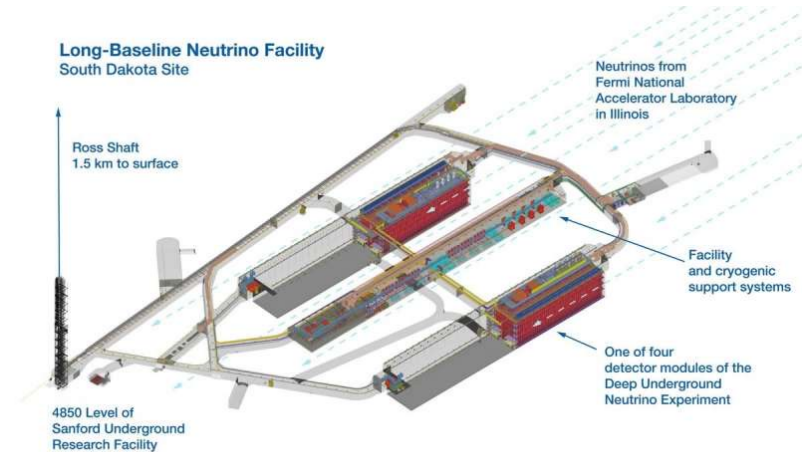 Long-Baseline Neutrino Facility
South Dakota Site
Neutrinos from
Fermi National
Accelerator Laboratory
in Illinois
Ross Shaft
1.5 km to surface
Facility
and cryogenic
support systems
One of four
detector modules of the
Deep Underground
Neutrino Experiment
4850 Level of
Sanford Underground
Research Facility